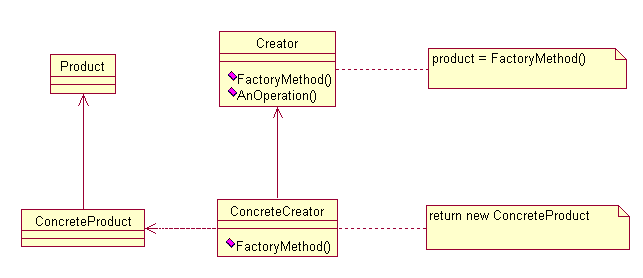 Creator
product = FactoryMethod()
Product
FactoryMethod()
AnOperation()
ConcreteProduct
ConcreteCreator
return new ConcreteProduct
FactoryMethod()